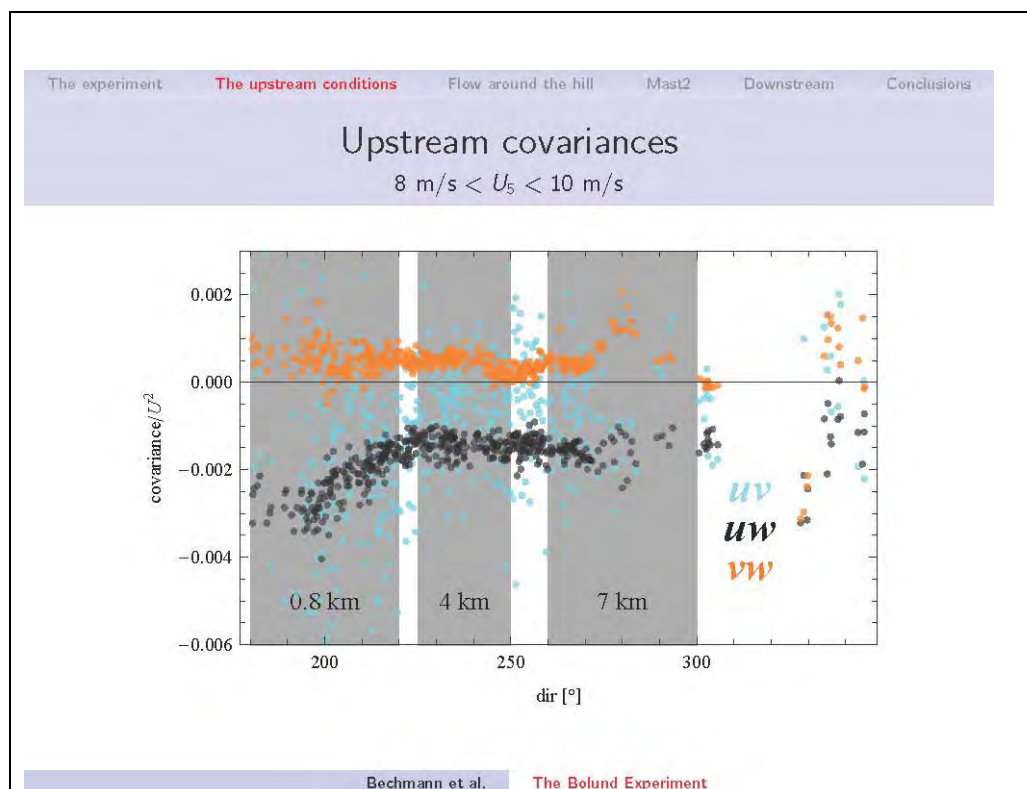 The experiment The upstream conditions Flow around the hill Mast2 Downstream Conclusions
Upstream covariances
8 m/s < U₅ < 10 m/s
covariance/U²
0.002
0.000
−0.002
−0.004
−0.006
uv
uw
vw
0.8 km 4 km 7 km
200 250 300
dir [°]
Bechmann et al. The Bolund Experiment